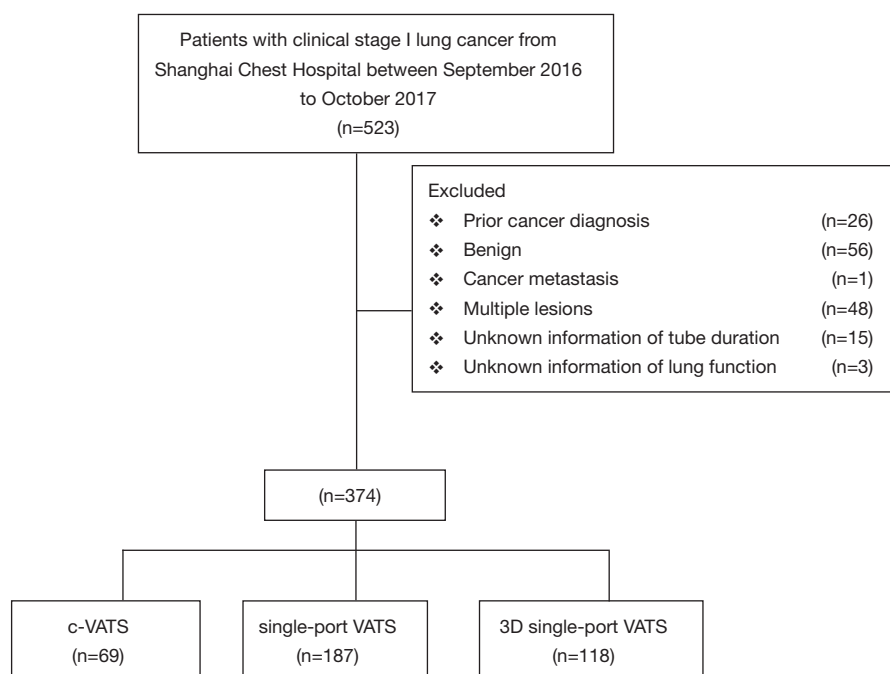 Patients with clinical stage I lung cancer from
Shanghai Chest Hospital between September 2016
to October 2017
(n=523)
Excluded
❖ Prior cancer diagnosis (n=26)
❖ Benign (n=56)
❖ Cancer metastasis (n=1)
❖ Multiple lesions (n=48)
❖ Unknown information of tube duration (n=15)
❖ Unknown information of lung function (n=3)
(n=374)
c-VATS
(n=69)
single-port VATS
(n=187)
3D single-port VATS
(n=118)